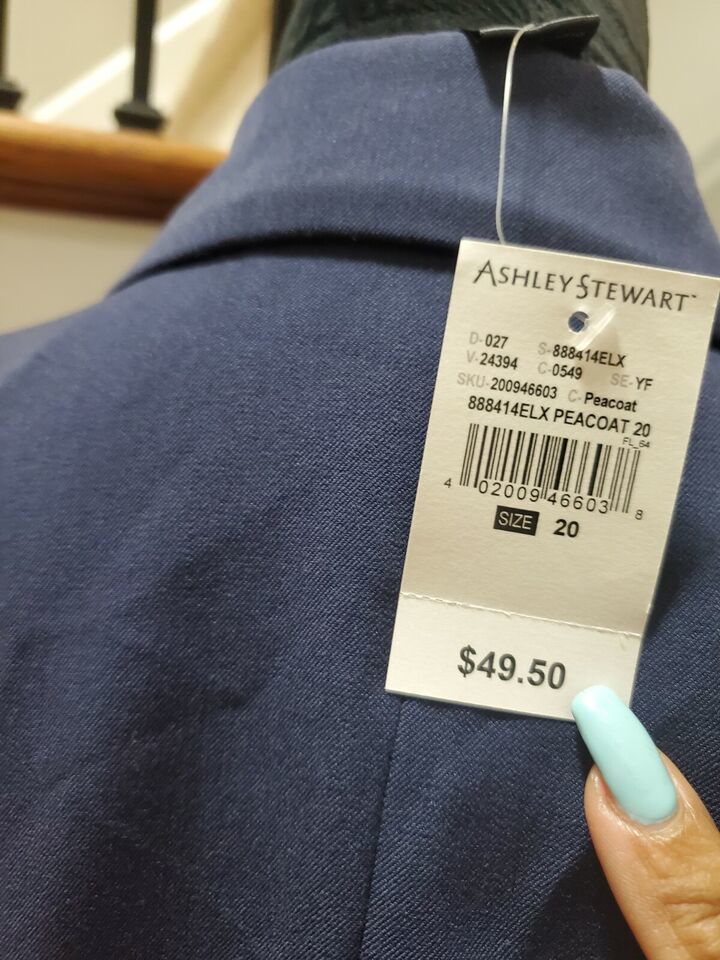 ASHLEY STEWART™
D-027 S-888414ELX
V-24394 C-0549 SE-YF
SKU-200946603 C-Peacoat
888414ELX PEACOAT 20
FL_64
4 02009 46603 8
SIZE 20
$49.50